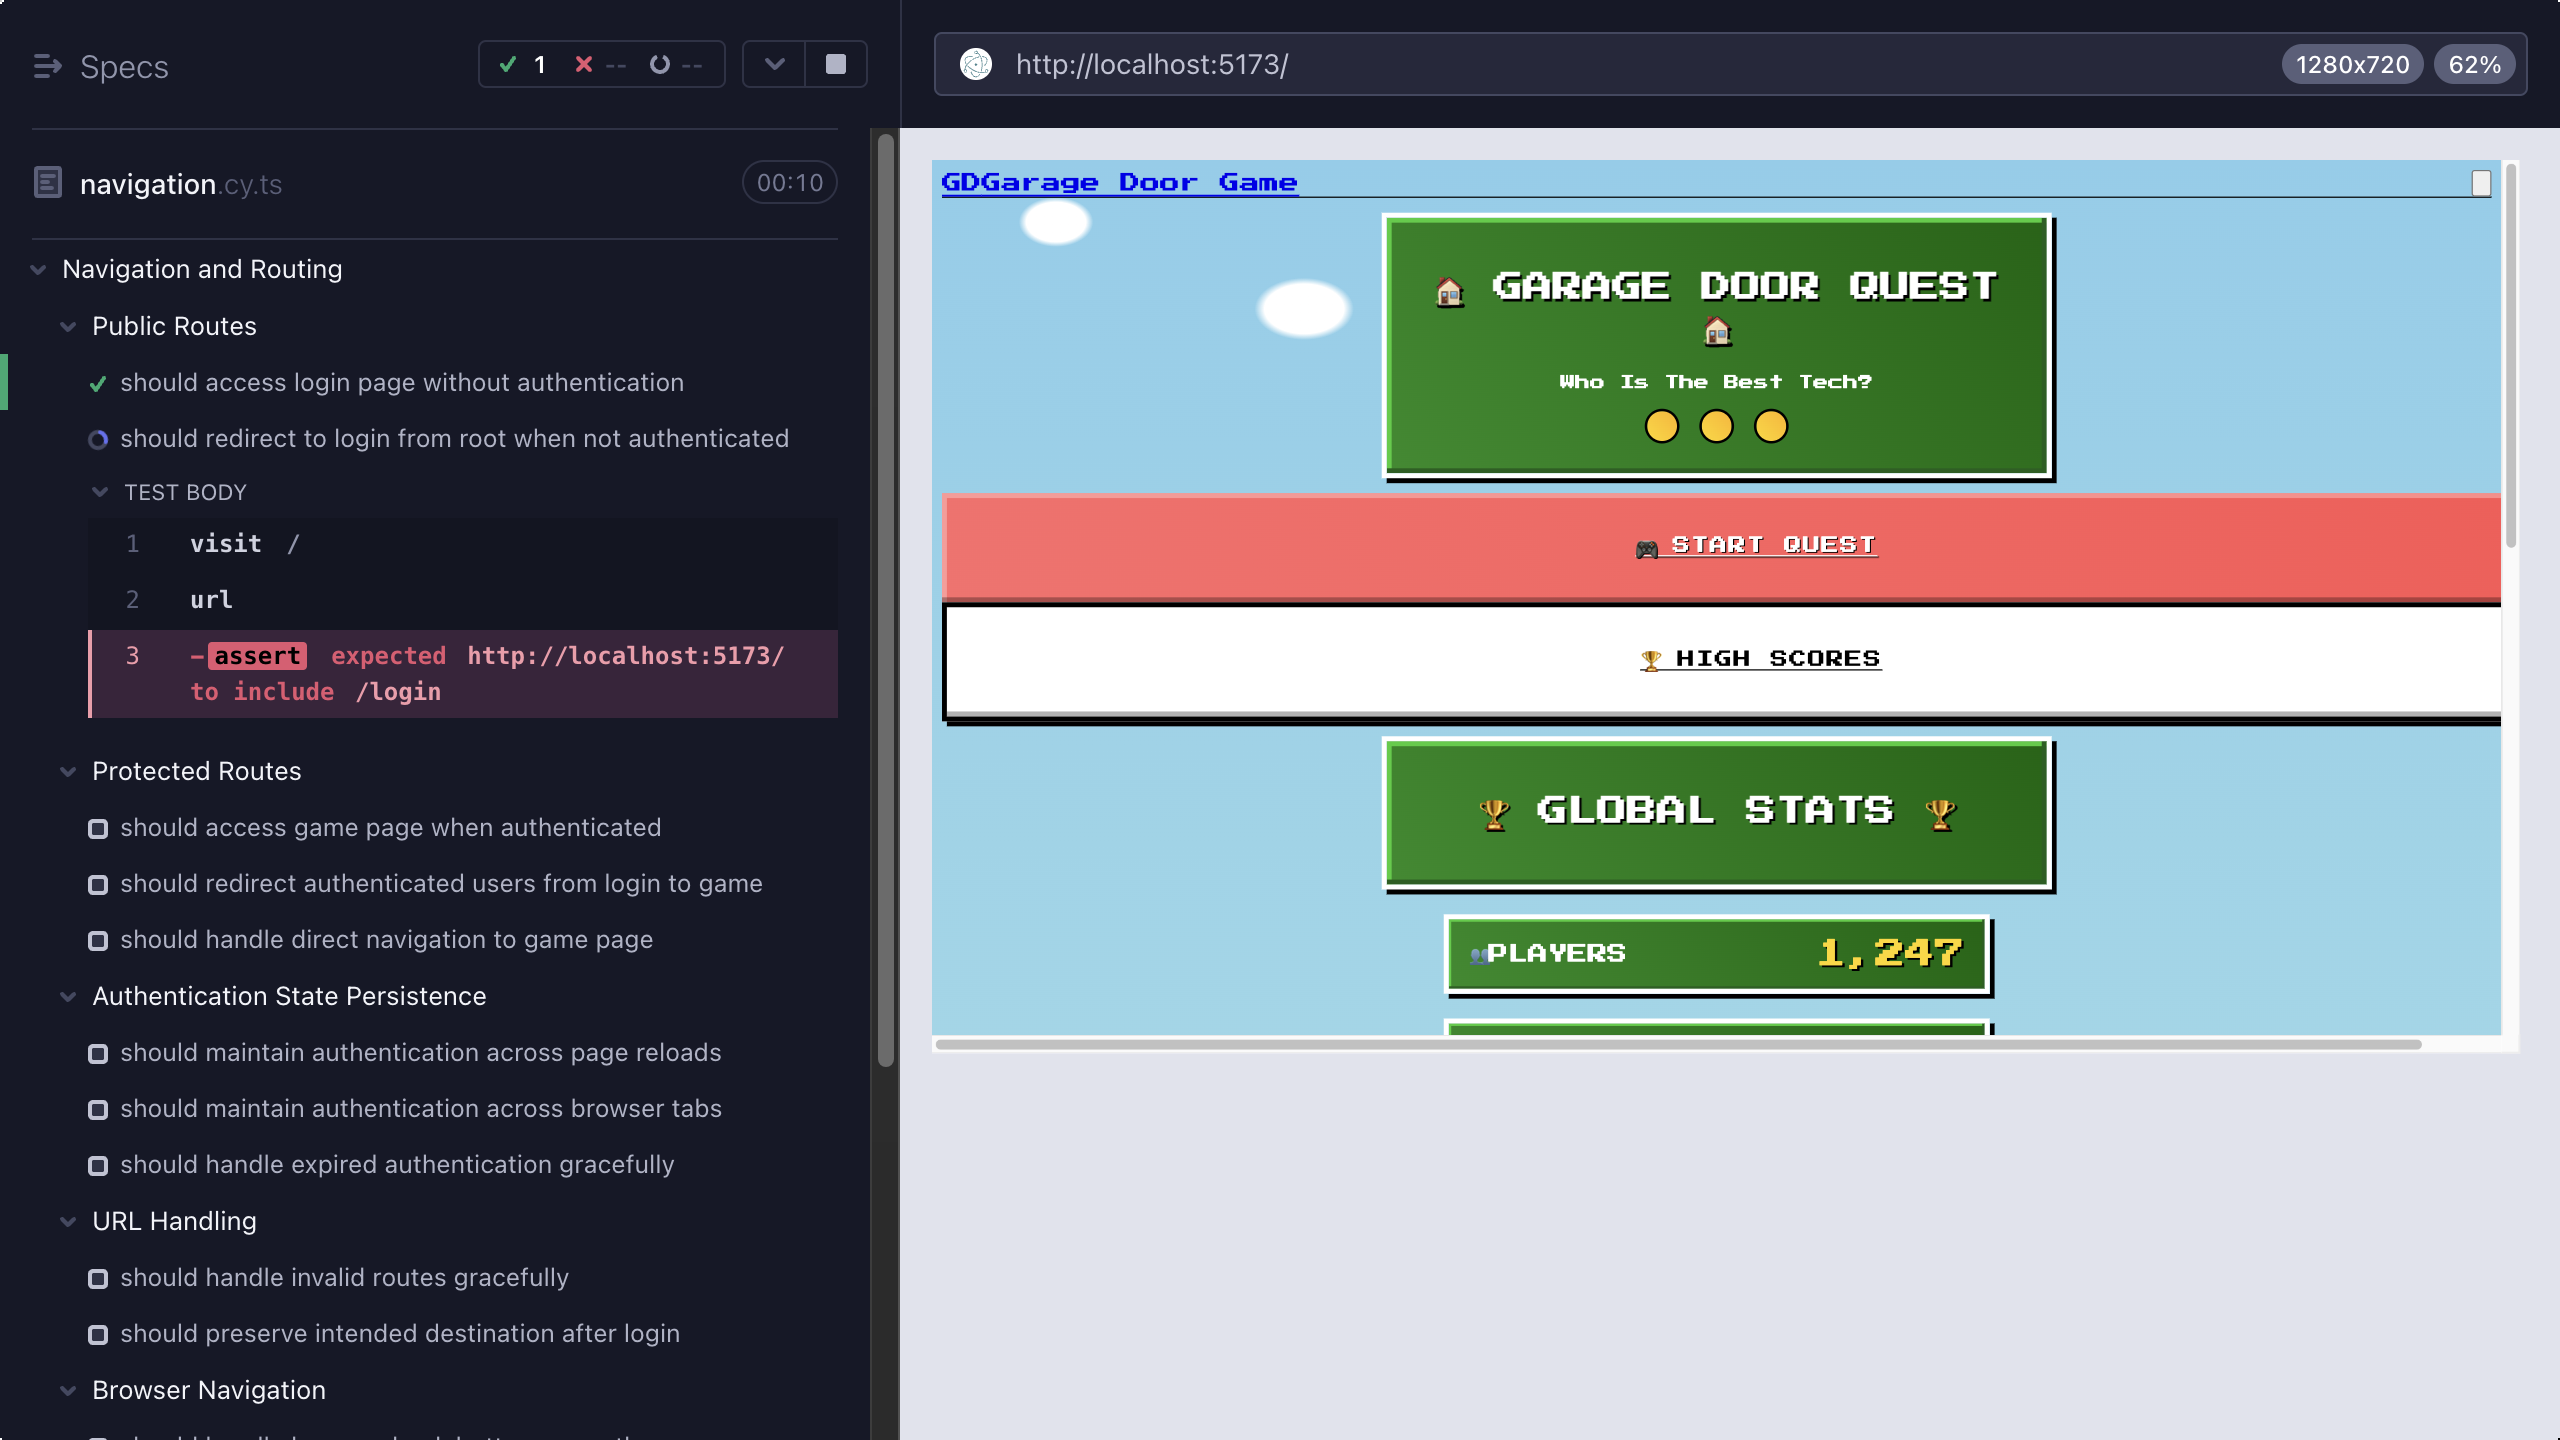 Specs
1 -- --
navigation.cy.ts
00:10
Navigation and Routing
Public Routes
should access login page without authentication
should redirect to login from root when not authenticated
TEST BODY
1 visit /
2 url
3 -assert expected http://localhost:5173/
to include /login
Protected Routes
should access game page when authenticated
should redirect authenticated users from login to game
should handle direct navigation to game page
Authentication State Persistence
should maintain authentication across page reloads
should maintain authentication across browser tabs
should handle expired authentication gracefully
URL Handling
should handle invalid routes gracefully
should preserve intended destination after login
Browser Navigation
http://localhost:5173/
1280x720
62%
GDGarage Door Game
🏠 GARAGE DOOR QUEST
🏠
Who Is The Best Tech?
🎮 START QUEST
🏆 HIGH SCORES
🏆 GLOBAL STATS 🏆
👥PLAYERS 1,247